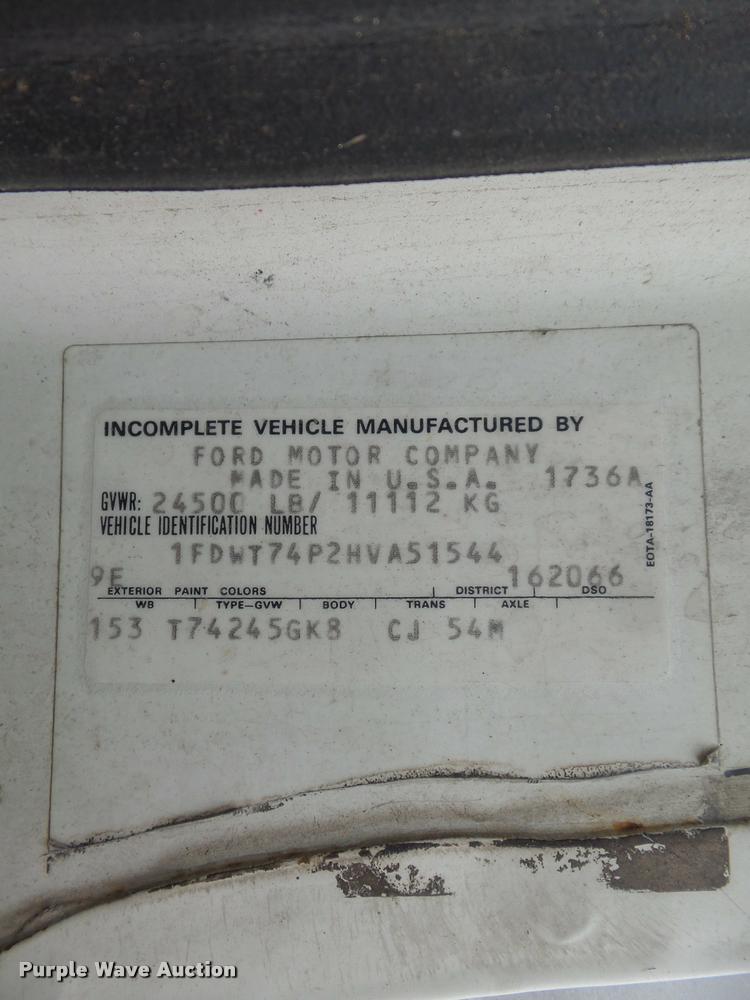 INCOMPLETE VEHICLE MANUFACTURED BY
FORD MOTOR COMPANY
MADE IN U.S.A. 1736A
GVWR: 24500 LB/ 11112 KG
VEHICLE IDENTIFICATION NUMBER
1FDWT74P2HVA51544
9E 162066
EXTERIOR PAINT COLORS DISTRICT DSO
WB TYPE-GVW BODY TRANS AXLE
153 T74245GK8 CJ 54M
EOTA-18173-AA
Purple Wave Auction